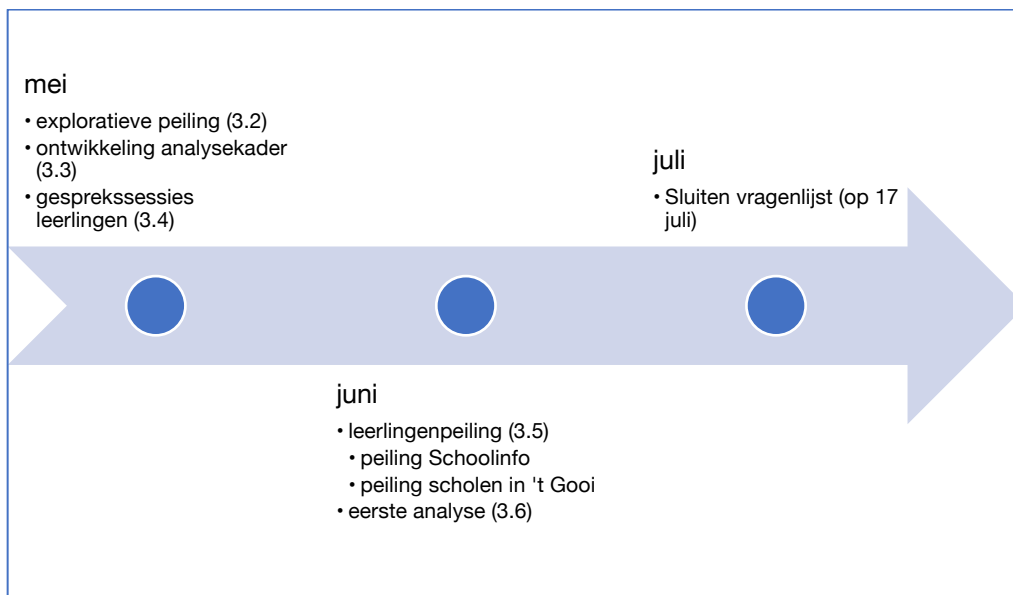 mei
• exploratieve peiling (3.2)
• ontwikkeling analysekader
(3.3)
• gesprekssessies
leerlingen (3.4)
juni
• leerlingenpeiling (3.5)
• peiling Schoolinfo
• peiling scholen in 't Gooi
• eerste analyse (3.6)
juli
• Sluiten vragenlijst (op 17
juli)